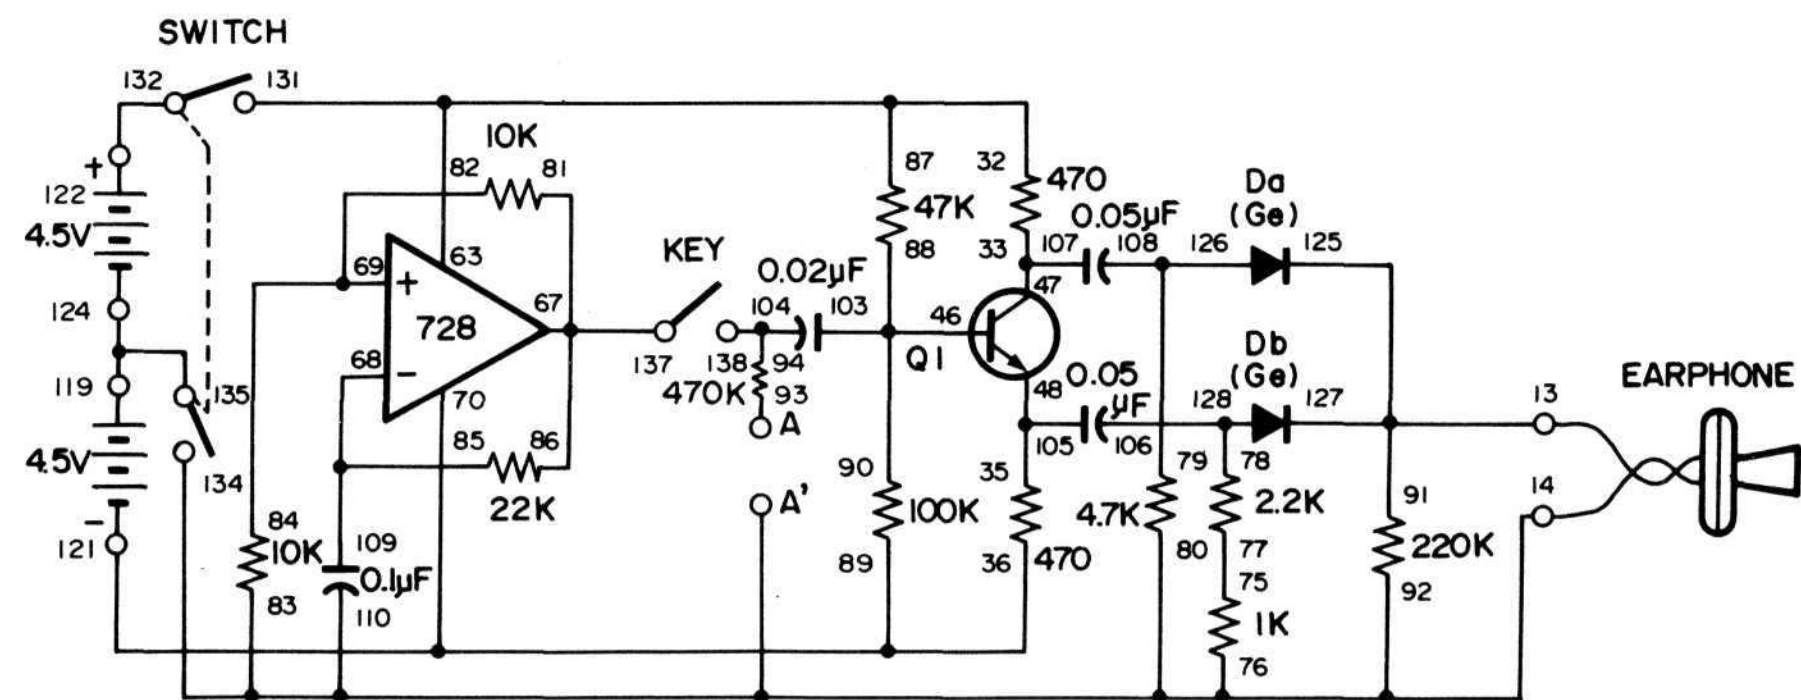 SWITCH
132 131
10K
82 81
+
122
4.5V
124
119
135
4.5V
134
-
121
69
+
63
728
67
68
-
70
85 86
22K
84
10K
83
109
0.1µF
110
KEY
137 138
0.02µF
104 103
94
470K
93
A
A'
87
47K
88
90
100K
89
32
470
33
46
47
Q1
48
35
36 470
0.05µF
107 108
0.05
µF
105 106
126 125
Da
(Ge)
Db
(Ge)
128 127
79
4.7K
80
78
2.2K
77
75
1K
76
91
220K
92
13
14
EARPHONE